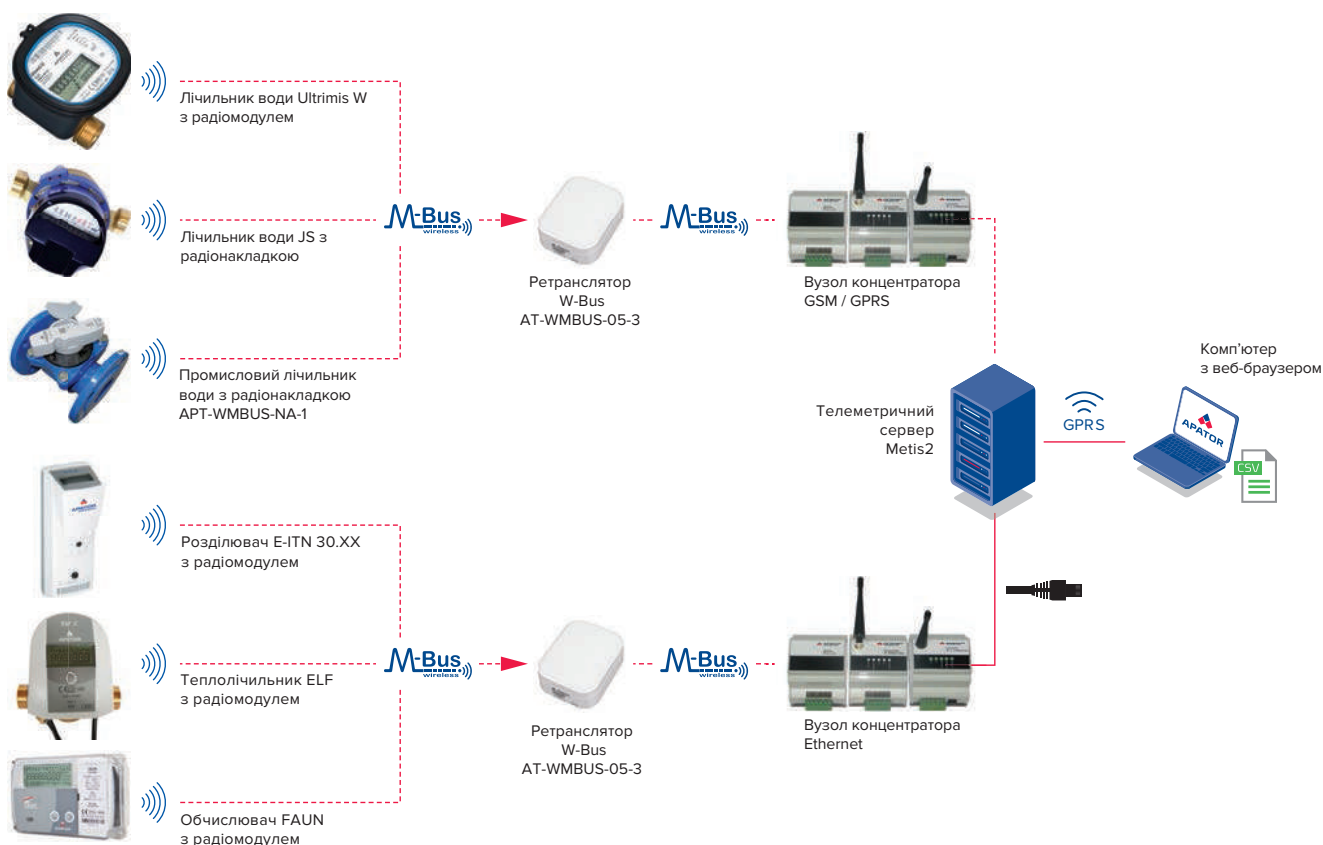 Лічильник води Ultrimis W
з радіомодулем
Лічильник води JS з
радіонакладкою
Промисловий лічильник
води з радіонакладкою
APT-WMBUS-NA-1
M-Bus
wireless
Ретранслятор
W-Bus
AT-WMBUS-05-3
M-Bus
wireless
Вузол концентратора
GSM / GPRS
Телеметричний
сервер
Metis2
GPRS
Комп'ютер
з веб-браузером
APATOR
CSV
Розділювач E-ITN 30.XX
з радіомодулем
Теплолічильник ELF
з радіомодулем
Обчислювач FAUN
з радіомодулем
M-Bus
wireless
Ретранслятор
W-Bus
AT-WMBUS-05-3
M-Bus
wireless
Вузол концентратора
Ethernet